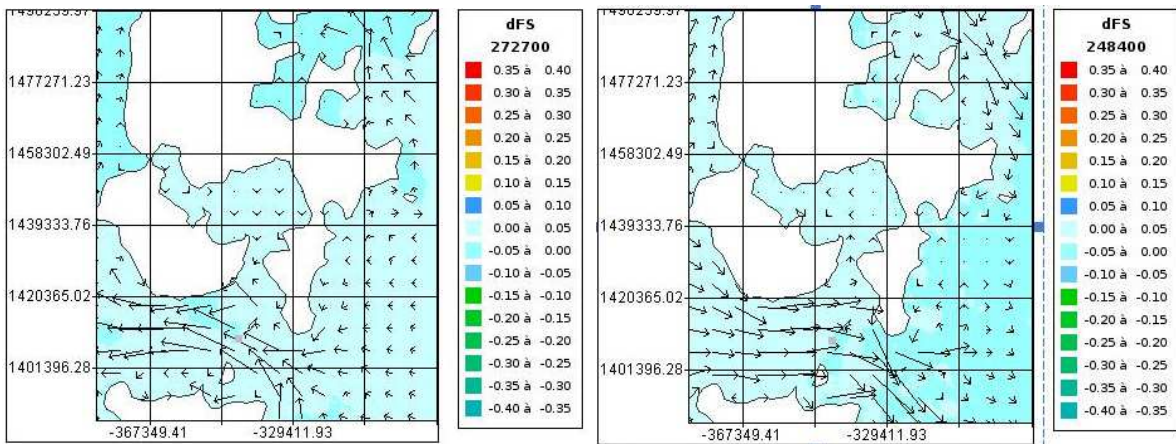 1496239.97
1477271.23
1458302.49
1439333.76
1420365.02
1401396.28
-367349.41 -329411.93
dFS
272700
0.35 à 0.40
0.30 à 0.35
0.25 à 0.30
0.20 à 0.25
0.15 à 0.20
0.10 à 0.15
0.05 à 0.10
0.00 à 0.05
-0.05 à 0.00
-0.10 à -0.05
-0.15 à -0.10
-0.20 à -0.15
-0.25 à -0.20
-0.30 à -0.25
-0.35 à -0.30
-0.40 à -0.35
1496239.97
1477271.23
1458302.49
1439333.76
1420365.02
1401396.28
-367349.41 -329411.93
dFS
248400
0.35 à 0.40
0.30 à 0.35
0.25 à 0.30
0.20 à 0.25
0.15 à 0.20
0.10 à 0.15
0.05 à 0.10
0.00 à 0.05
-0.05 à 0.00
-0.10 à -0.05
-0.15 à -0.10
-0.20 à -0.15
-0.25 à -0.20
-0.30 à -0.25
-0.35 à -0.30
-0.40 à -0.35